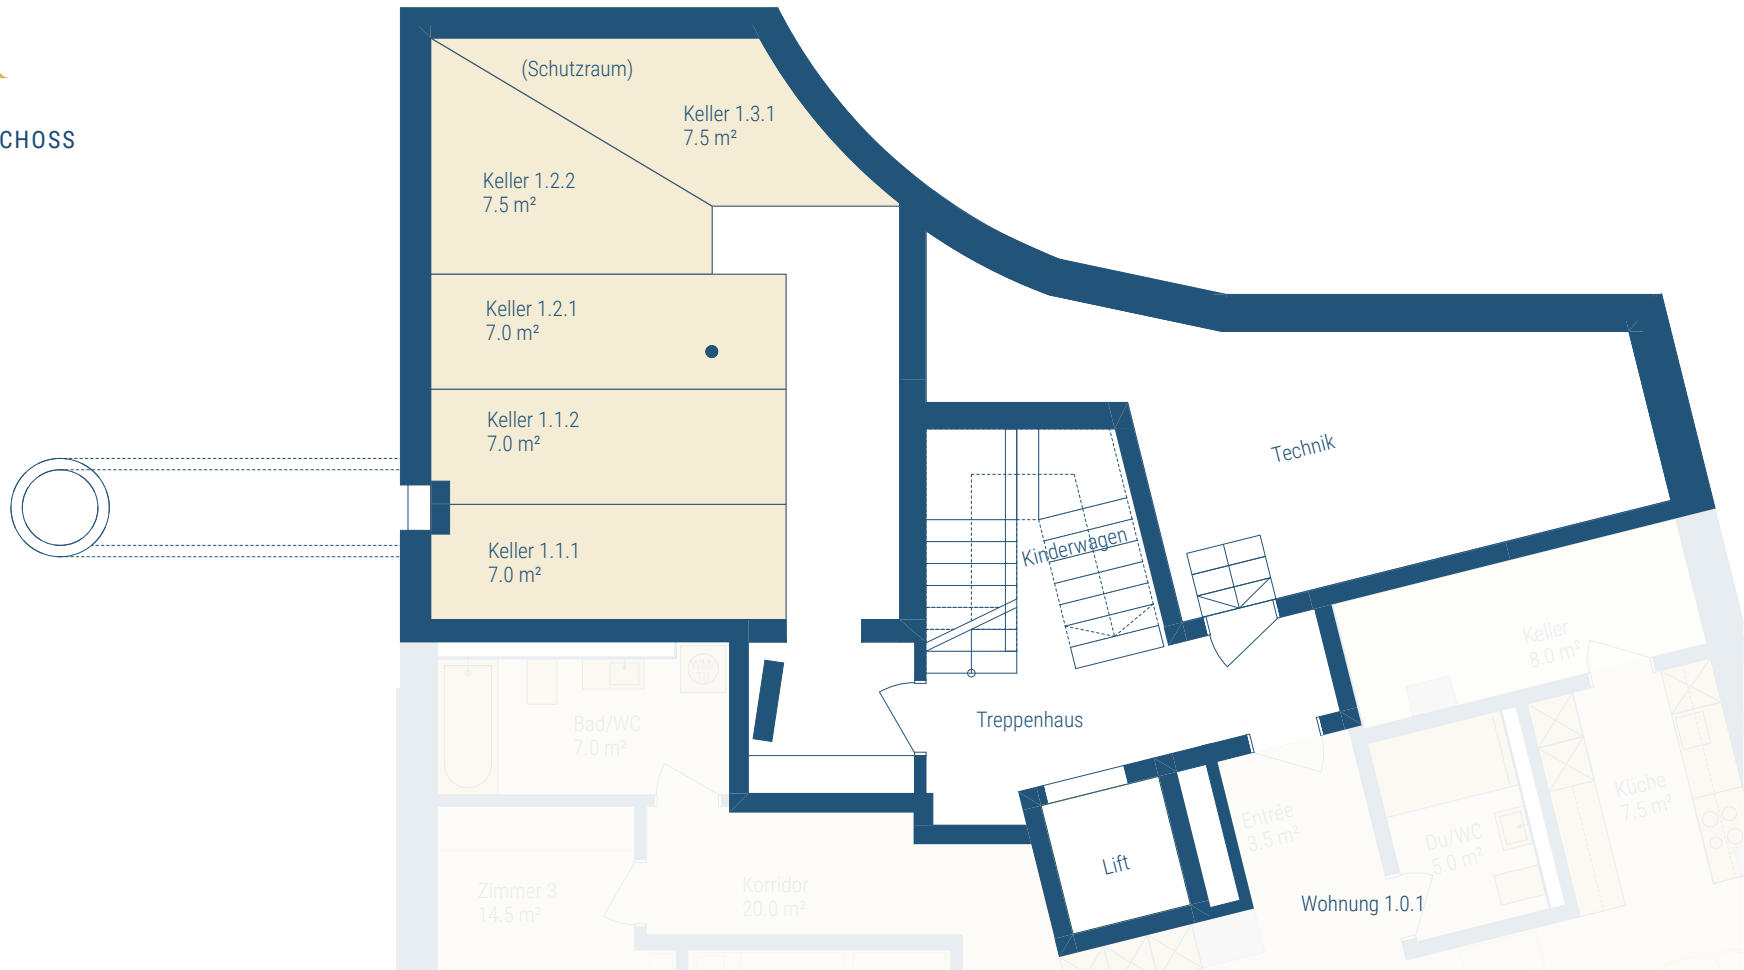 CHOSS
(Schutzraum)
Keller 1.3.1
7.5 m²
Keller 1.2.2
7.5 m²
Keller 1.2.1
7.0 m²
Keller 1.1.2
7.0 m²
Keller 1.1.1
7.0 m²
Technik
Kinderwagen
Treppenhaus
Lift
Wohnung 1.0.1
Keller
8.0 m²
Bad/WC
7.0 m²
WM
TU
Küche
7.5 m²
Entrée
3.5 m²
Du/WC
5.0 m²
Zimmer 3
14.5 m²
Korridor
20.0 m²